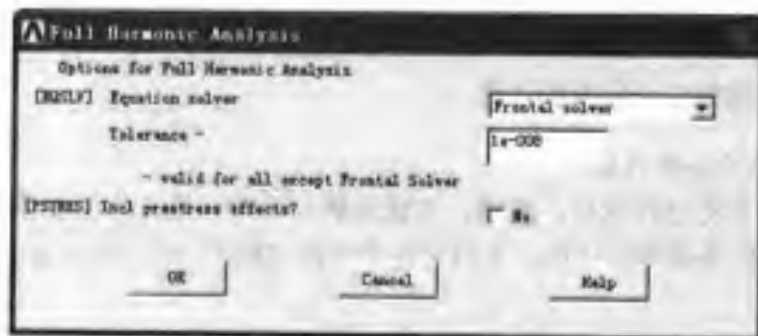 Full Harmonic Analysis
Options for Full Harmonic Analysis
[EQSLV] Equation solver
Frontal solver
Tolerance -
1e-008
- valid for all except Frontal Solver
[PSTRES] Incl prestress effects?
No
OK
Cancel
Help